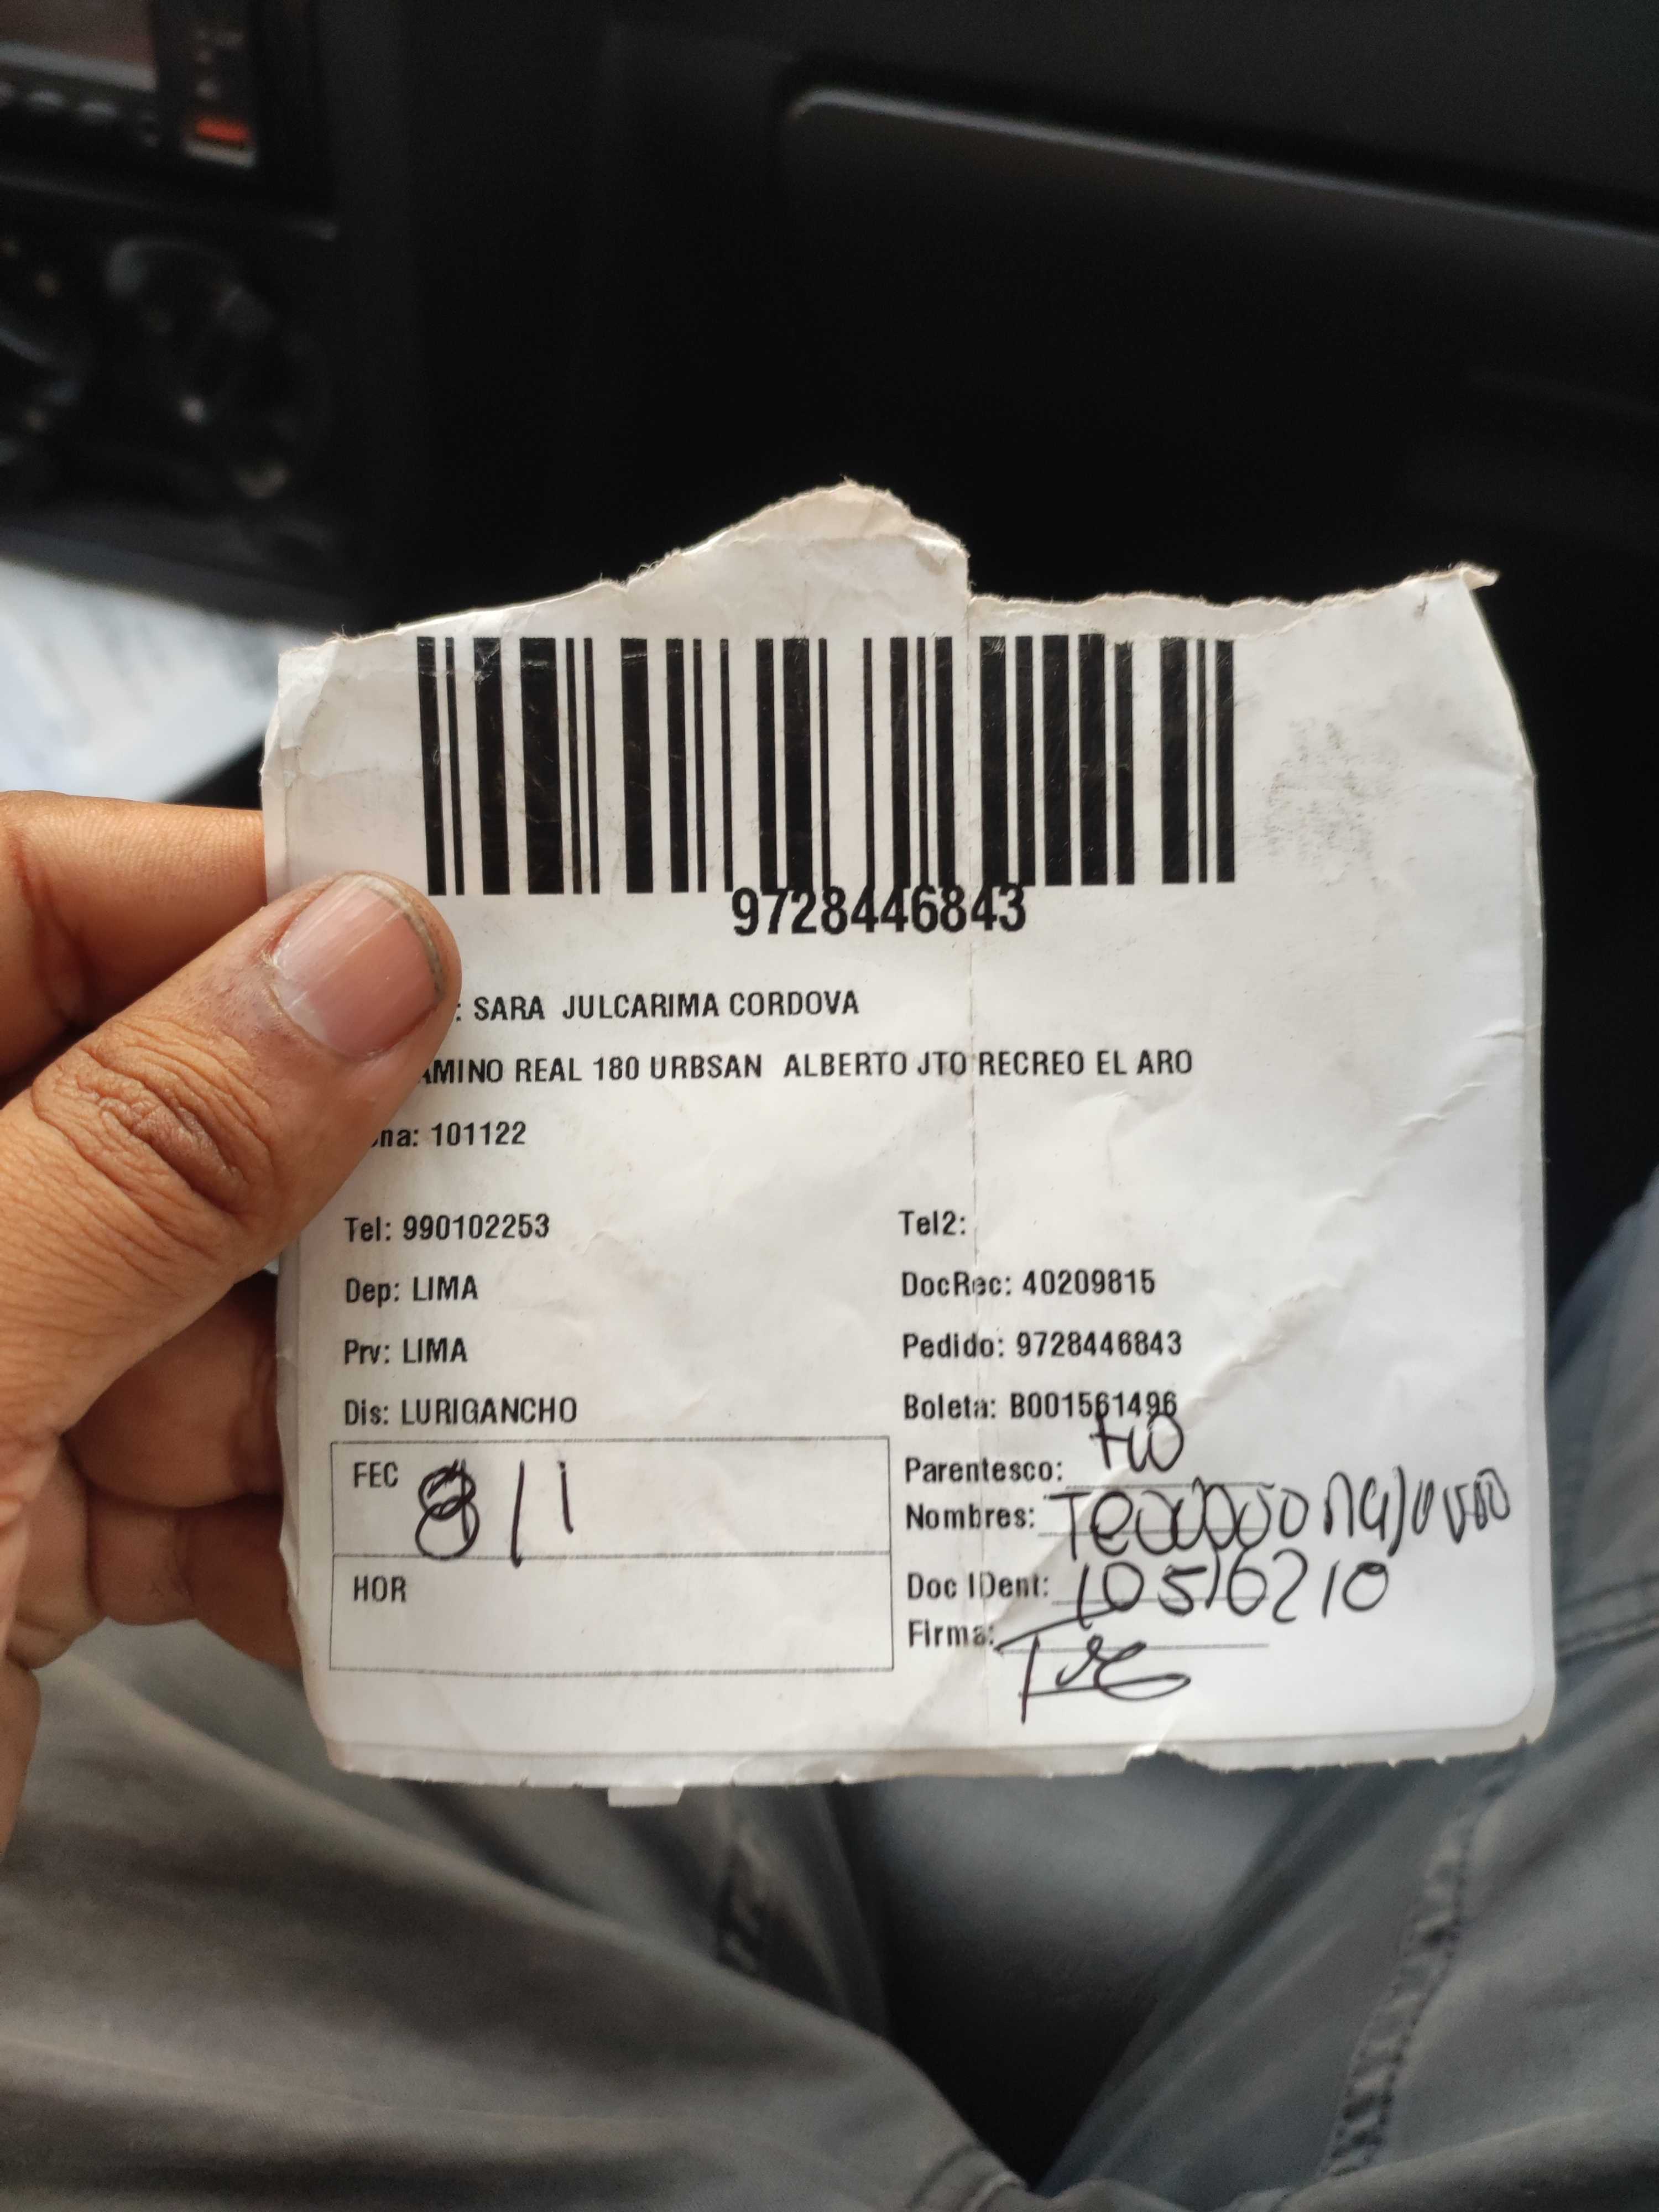 9728446843
: SARA JULCARIMA CORDOVA
AMINO REAL 180 URBSAN ALBERTO JTO RECREO EL ARO
na: 101122
Tel: 990102253 Tel2:
Dep: LIMA DocRec: 40209815
Prv: LIMA Pedido: 9728446843
Dis: LURIGANCHO Boleta: B001561496
FEC 8/1 Parentesco: tio
Nombres:
HOR Doc IDent: 10516210
Firma: